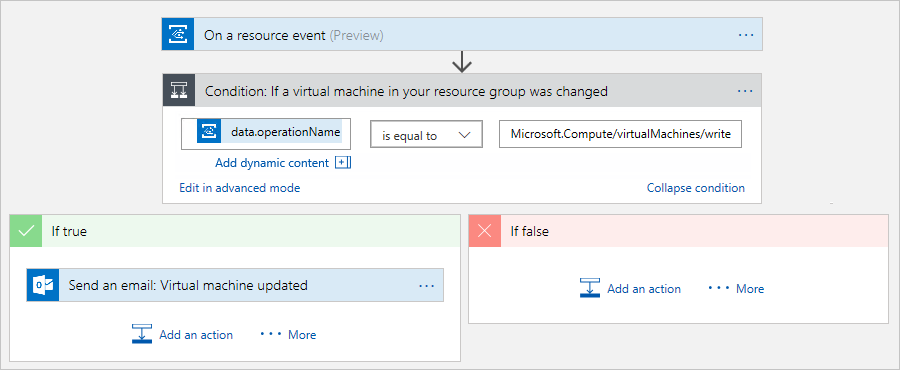 On a resource event (Preview)
Condition: If a virtual machine in your resource group was changed
data.operationName is equal to Microsoft.Compute/virtualMachines/write
Add dynamic content
Edit in advanced mode Collapse condition
If true
Send an email: Virtual machine updated
Add an action More
If false
Add an action More